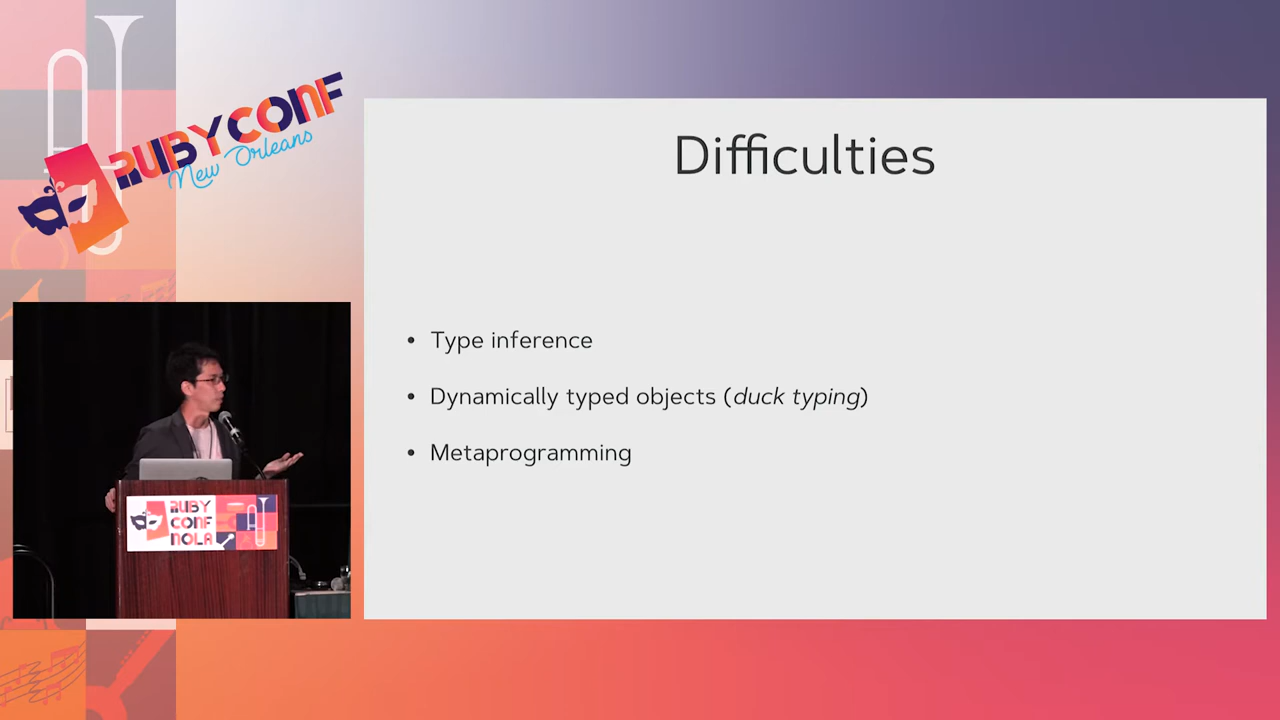 RUBYCONF
New Orleans
Difficulties
• Type inference
• Dynamically typed objects (duck typing)
• Metaprogramming
RUBY
CONF
NOLA